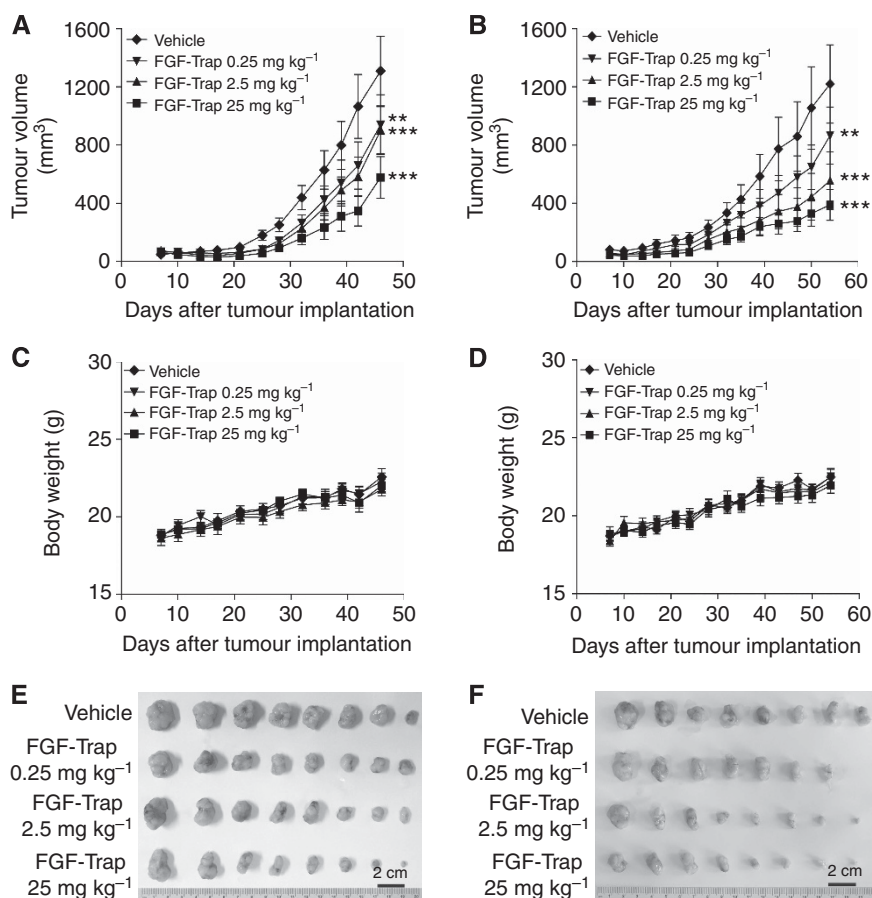 A
1600
1200
800
400
0
Tumour volume
(mm³)
Vehicle
FGF-Trap 0.25 mg kg⁻¹
FGF-Trap 2.5 mg kg⁻¹
FGF-Trap 25 mg kg⁻¹
**
***
***
0 10 20 30 40 50
Days after tumour implantation
B
1600
1200
800
400
0
Tumour volume
(mm³)
Vehicle
FGF-Trap 0.25 mg kg⁻¹
FGF-Trap 2.5 mg kg⁻¹
FGF-Trap 25 mg kg⁻¹
**
***
***
0 10 20 30 40 50 60
Days after tumour implantation
C
30
25
20
15
Body weight (g)
Vehicle
FGF-Trap 0.25 mg kg⁻¹
FGF-Trap 2.5 mg kg⁻¹
FGF-Trap 25 mg kg⁻¹
0 10 20 30 40 50
Days after tumour implantation
D
30
25
20
15
Body weight (g)
Vehicle
FGF-Trap 0.25 mg kg⁻¹
FGF-Trap 2.5 mg kg⁻¹
FGF-Trap 25 mg kg⁻¹
0 10 20 30 40 50 60
Days after tumour implantation
E
Vehicle
FGF-Trap
0.25 mg kg⁻¹
FGF-Trap
2.5 mg kg⁻¹
FGF-Trap
25 mg kg⁻¹
2 cm
F
Vehicle
FGF-Trap
0.25 mg kg⁻¹
FGF-Trap
2.5 mg kg⁻¹
FGF-Trap
25 mg kg⁻¹
2 cm